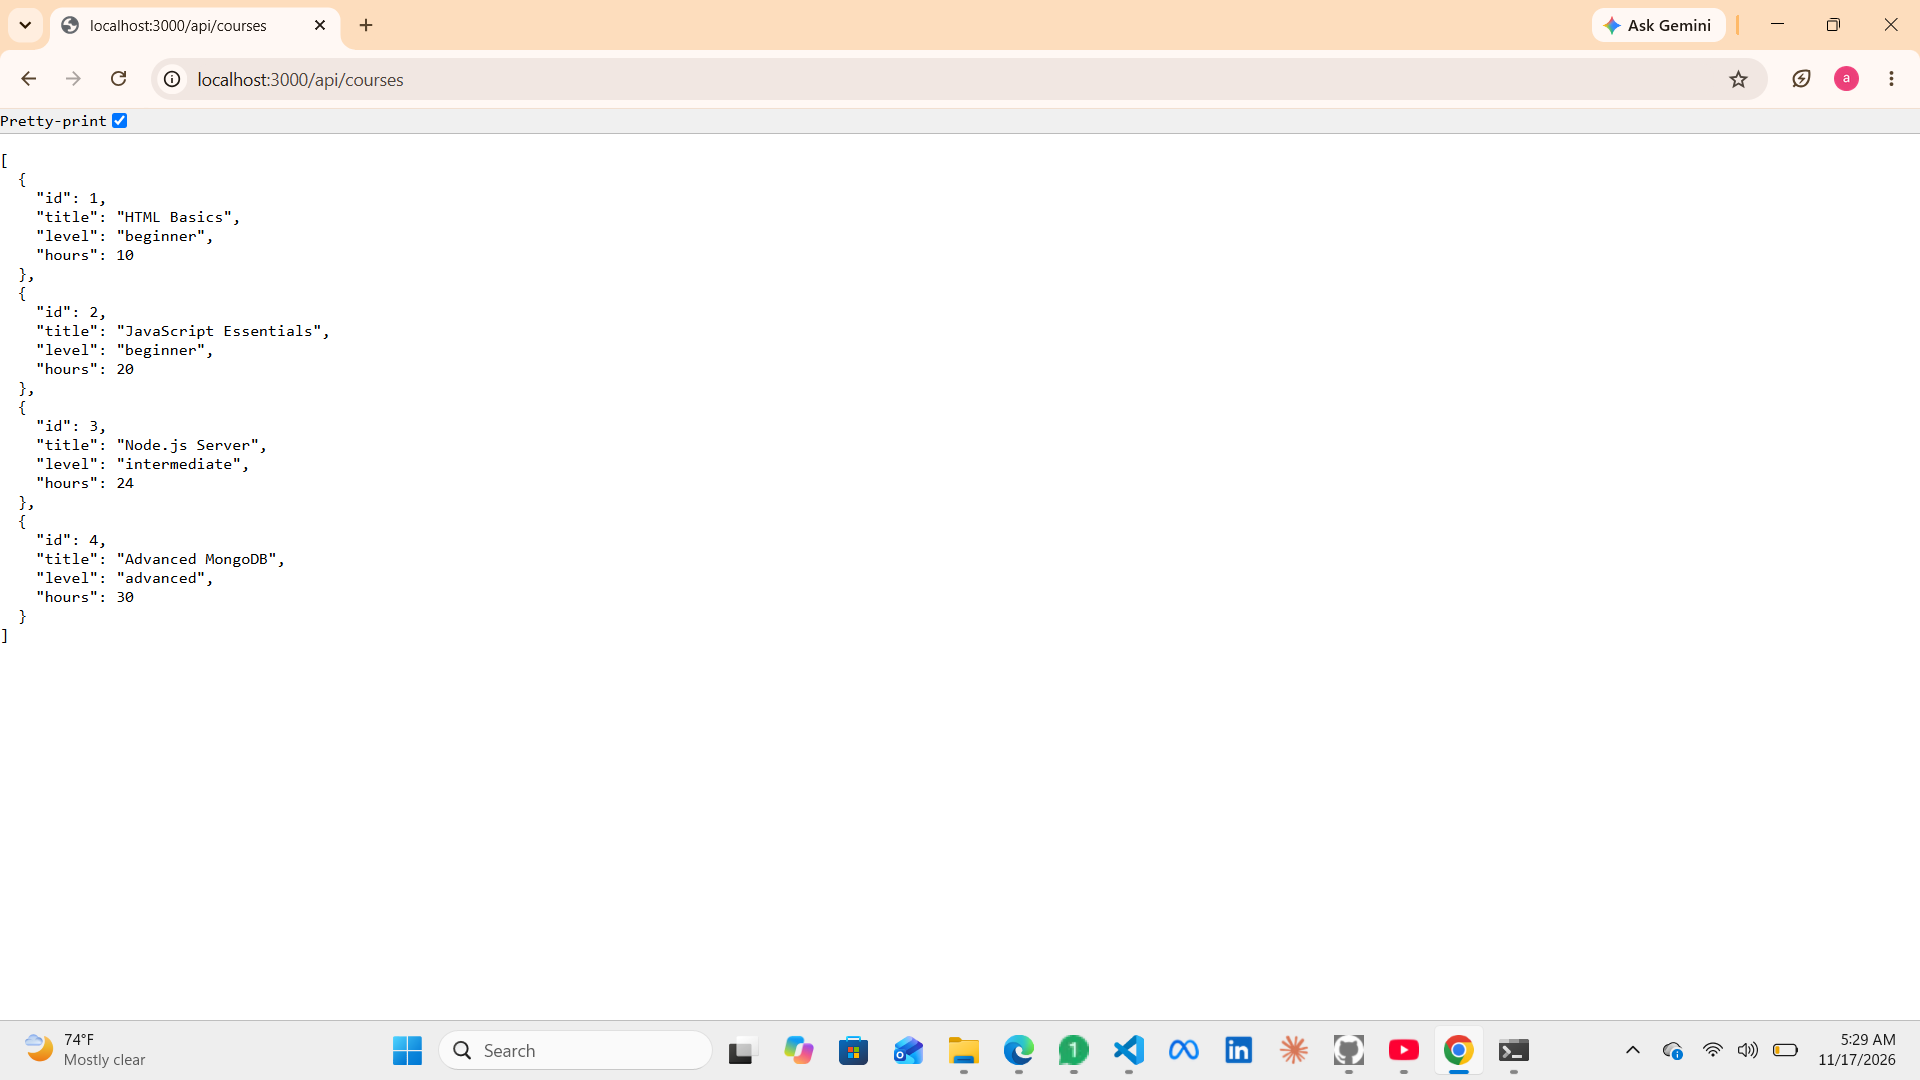 localhost:3000/api/courses
Ask Gemini
localhost:3000/api/courses
a
Pretty-print
[
  {
    "id": 1,
    "title": "HTML Basics",
    "level": "beginner",
    "hours": 10
  },
  {
    "id": 2,
    "title": "JavaScript Essentials",
    "level": "beginner",
    "hours": 20
  },
  {
    "id": 3,
    "title": "Node.js Server",
    "level": "intermediate",
    "hours": 24
  },
  {
    "id": 4,
    "title": "Advanced MongoDB",
    "level": "advanced",
    "hours": 30
  }
]
74°F
Mostly clear
Search
1
in
5:29 AM
11/17/2026